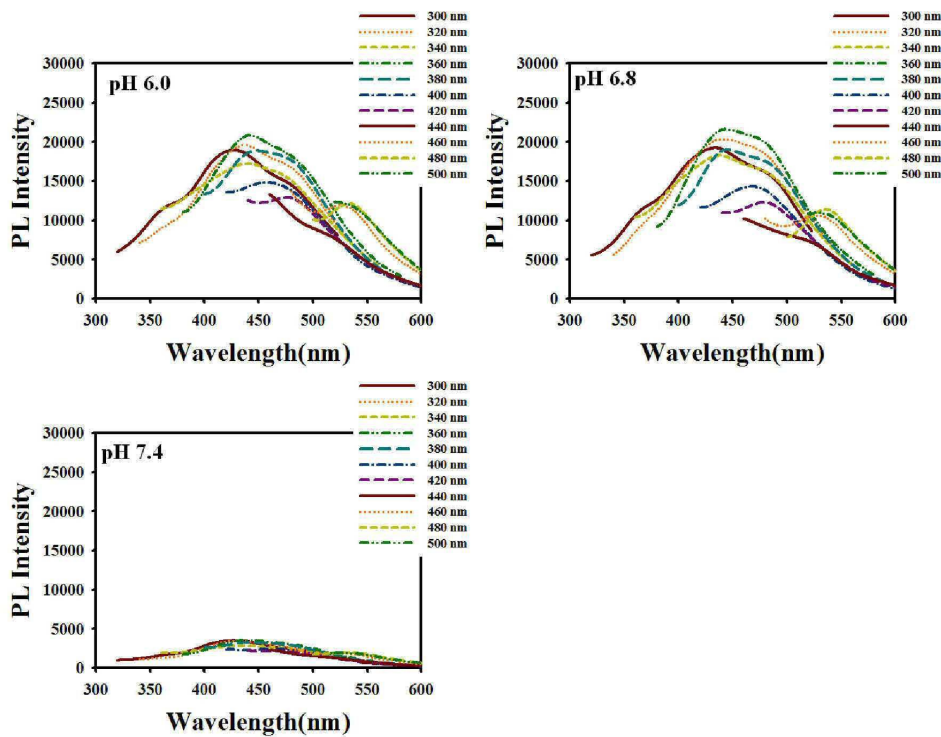 300 nm
320 nm
340 nm
360 nm
380 nm
400 nm
420 nm
440 nm
460 nm
480 nm
500 nm
pH 6.0
PL Intensity
30000
25000
20000
15000
10000
5000
0
300 350 400 450 500 550 600
Wavelength(nm)
300 nm
320 nm
340 nm
360 nm
380 nm
400 nm
420 nm
440 nm
460 nm
480 nm
500 nm
pH 6.8
PL Intensity
30000
25000
20000
15000
10000
5000
0
300 350 400 450 500 550 600
Wavelength(nm)
300 nm
320 nm
340 nm
360 nm
380 nm
400 nm
420 nm
440 nm
460 nm
480 nm
500 nm
pH 7.4
PL Intensity
30000
25000
20000
15000
10000
5000
0
300 350 400 450 500 550 600
Wavelength(nm)